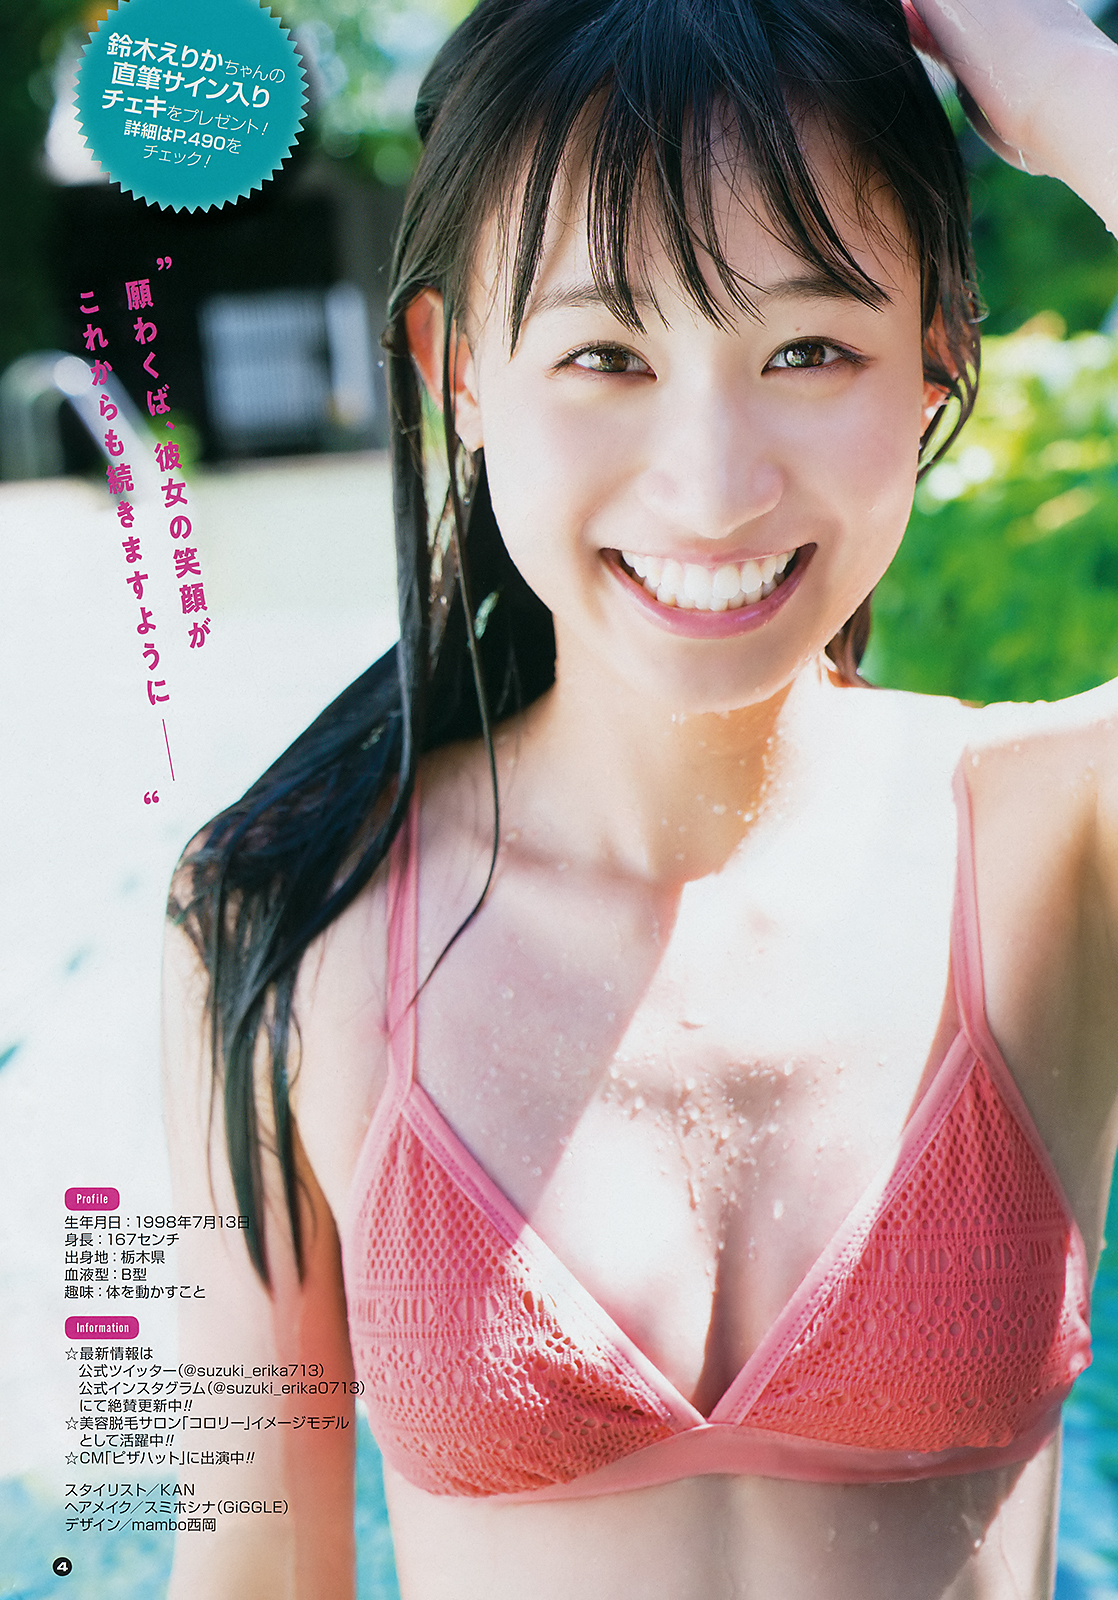 鈴木えりかちゃんの
直筆サイン入り
チェキをプレゼント!
詳細はP.490を
チェック!
”願わくば、彼女の笑顔が
これからも続きますように──“
Profile
生年月日:1998年7月13日
身長:167センチ
出身地:栃木県
血液型:B型
趣味:体を動かすこと
Information
☆最新情報は
公式ツイッター(@suzuki_erika713)
公式インスタグラム(@suzuki_erika0713)
にて絶賛更新中!!
☆美容脱毛サロン「コロリー」イメージモデル
として活躍中!!
☆CM「ピザハット」に出演中!!
スタイリスト/KAN
ヘアメイク/スミホシナ(GiGGLE)
デザイン/mambo西岡
4